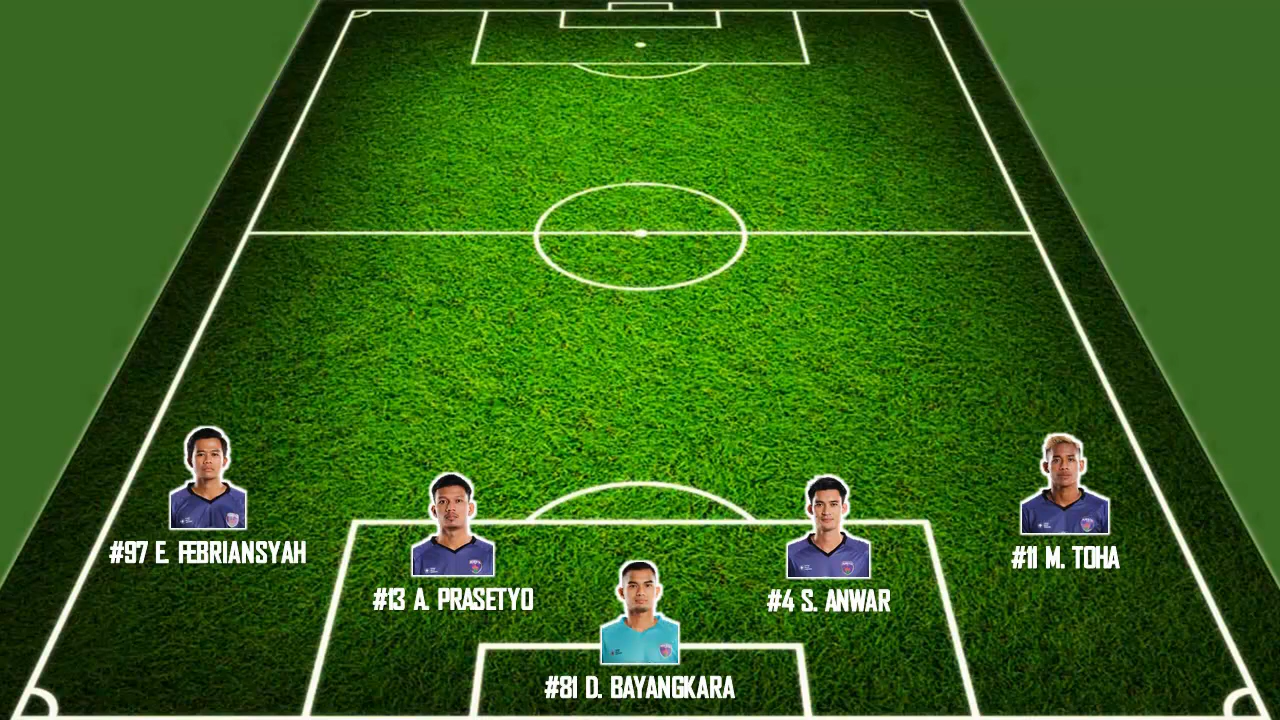 #97 E. FEBRIANSYAH
#11 M. TOHA
#13 A. PRASETYO
#4 S. ANWAR
#81 D. BAYANGKARA